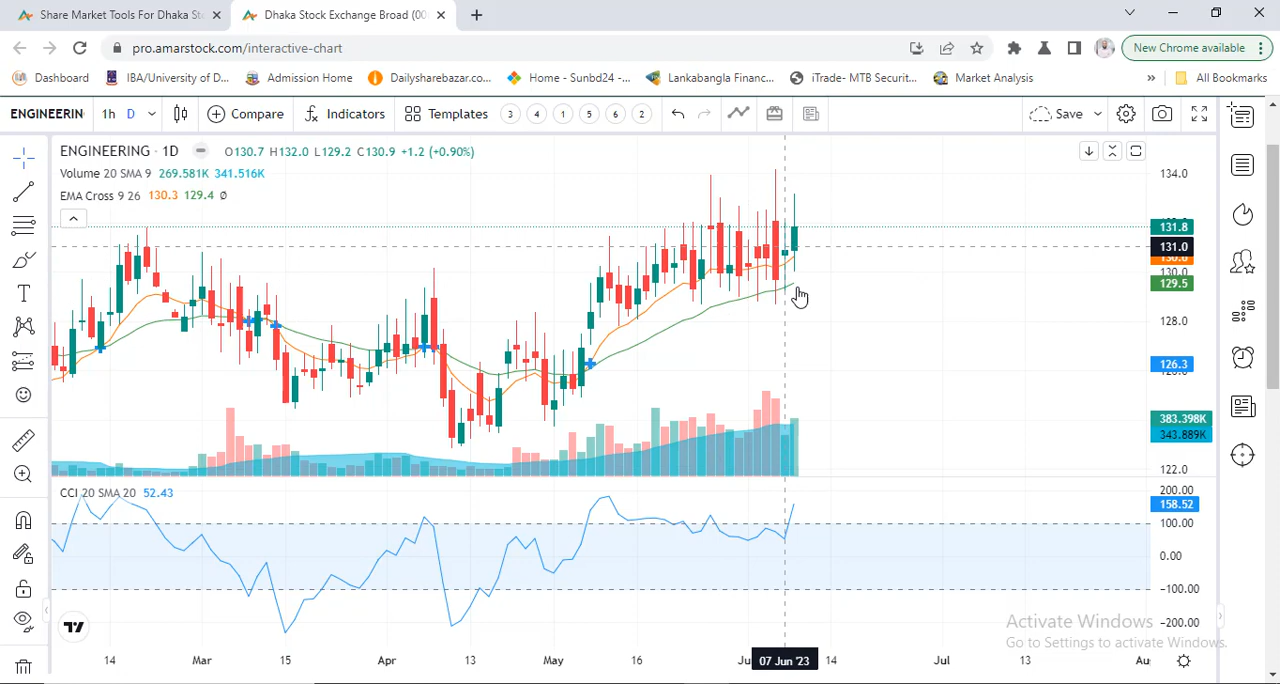 Share Market Tools For Dhaka Sto
Dhaka Stock Exchange Broad (00
pro.amarstock.com/interactive-chart
New Chrome available
Dashboard
IBA/University of D...
Admission Home
Dailysharebazar.co...
Home - Sunbd24 -...
Lankabangla Financ...
iTrade- MTB Securit...
Market Analysis
»
All Bookmarks
ENGINEERIN
1h
D
Compare
Indicators
Templates
3
4
1
5
6
2
Save
ENGINEERING · 1D
O130.7 H132.0 L129.2 C130.9 +1.2 (+0.90%)
Volume 20 SMA 9 269.581K 341.516K
EMA Cross 9 26 130.3 129.4 Ø
134.0
131.8
131.0
130.0
129.5
128.0
126.3
383.398K
343.889K
122.0
CCI 20 SMA 20 52.43
200.00
158.52
100.00
0.00
-100.00
-200.00
Activate Windows
Go to Settings to activate Windows.
14
Mar
15
Apr
13
May
16
Ju
07 Jun '23
14
Jul
13
Au